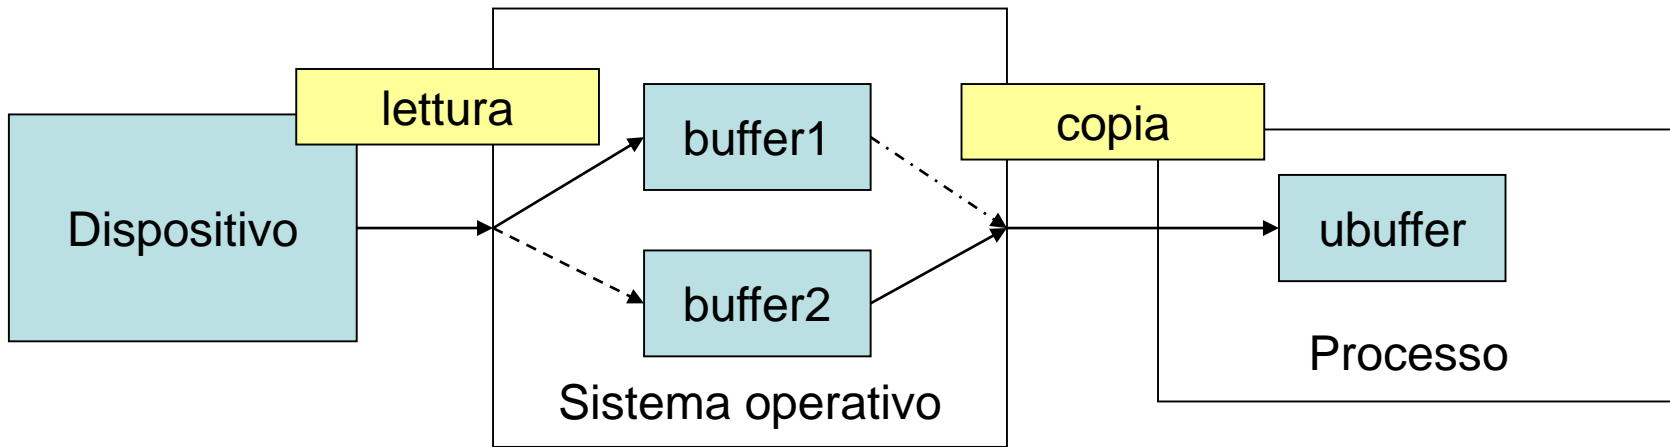 lettura
Dispositivo
buffer1
buffer2
Sistema operativo
copia
ubuffer
Processo